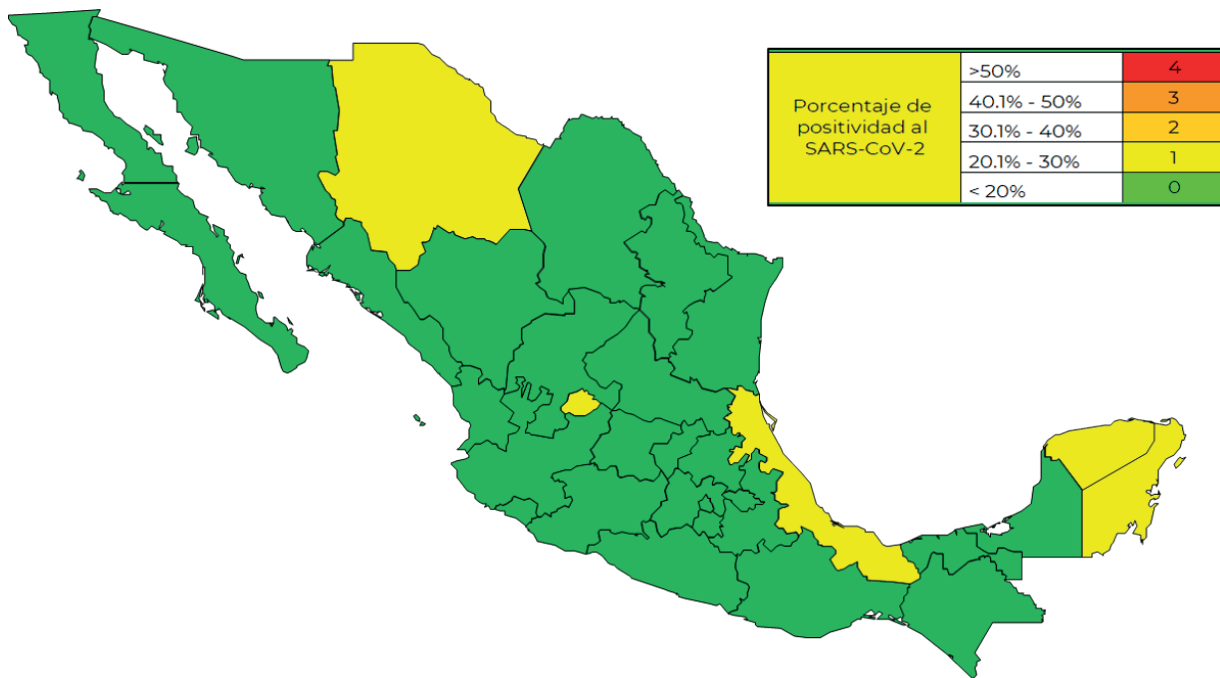 Porcentaje de
positividad al
SARS-CoV-2
>50% 4
40.1% - 50% 3
30.1% - 40% 2
20.1% - 30% 1
< 20% 0